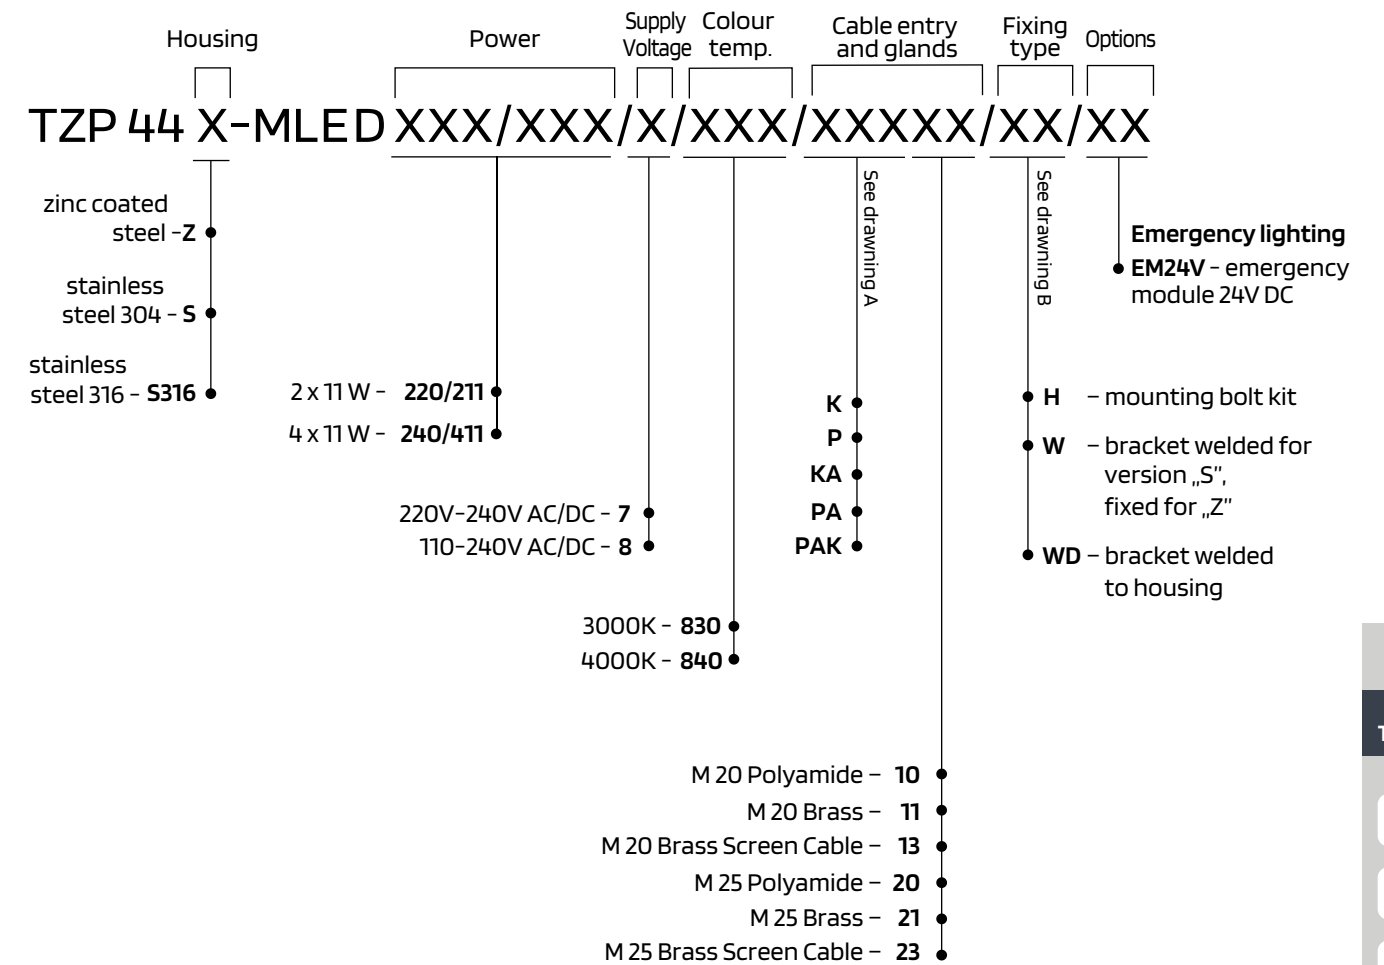 Housing
Power
Supply
Voltage
Colour
temp.
Cable entry
and glands
Fixing
type
Options
TZP 44 X-MLED XXX/XXX/X/XXX/XXXXX/XX/XX
zinc coated
steel -Z
stainless
steel 304 - S
stainless
steel 316 - S316
2 x 11 W - 220/211
4 x 11 W - 240/411
220V-240V AC/DC - 7
110-240V AC/DC - 8
3000K - 830
4000K - 840
See drawning A
K
P
KA
PA
PAK
M 20 Polyamide - 10
M 20 Brass - 11
M 20 Brass Screen Cable - 13
M 25 Polyamide - 20
M 25 Brass - 21
M 25 Brass Screen Cable - 23
See drawning B
H - mounting bolt kit
W - bracket welded for
version „S”,
fixed for „Z”
WD - bracket welded
to housing
Emergency lighting
EM24V - emergency
module 24V DC